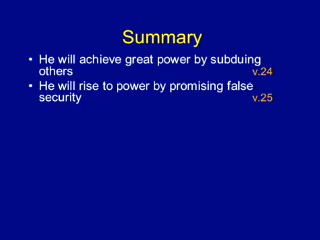 Summary
• He will achieve great power by subduing
others v.24
• He will rise to power by promising false
security v.25